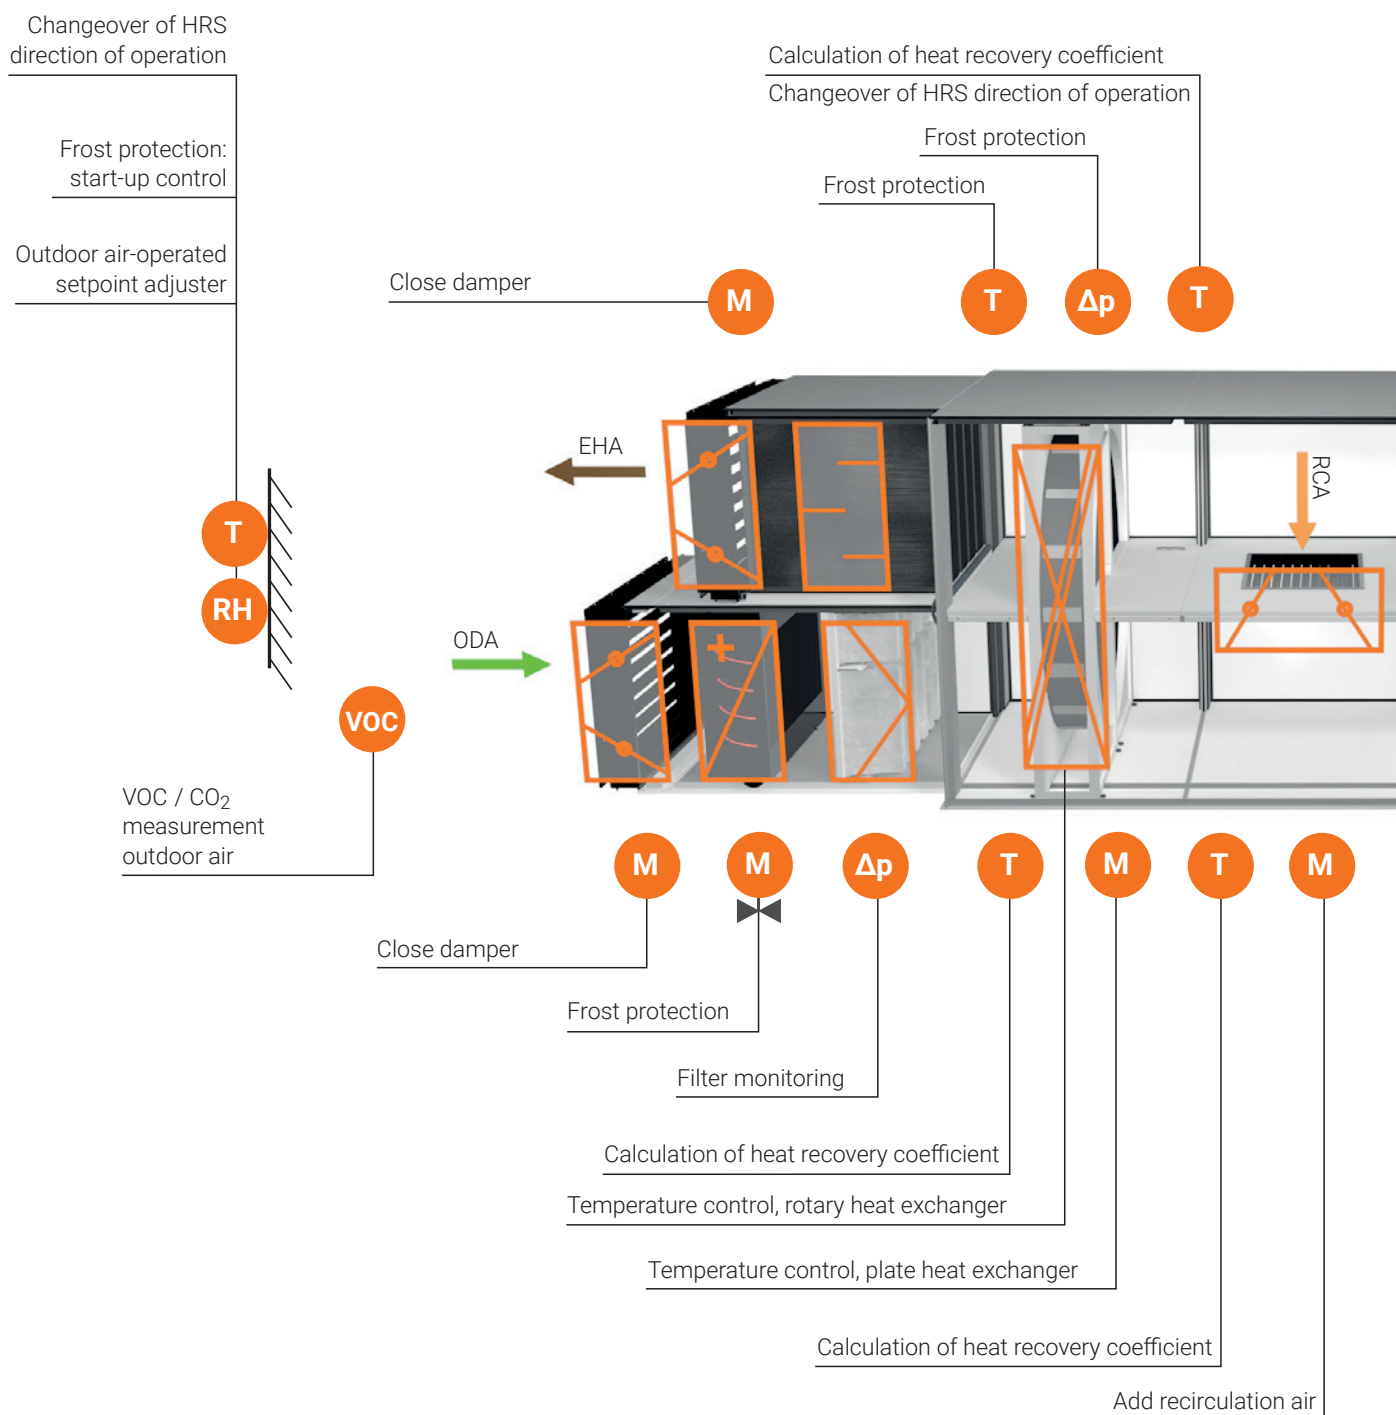 Changeover of HRS
direction of operation
Frost protection:
start-up control
Outdoor air-operated
setpoint adjuster
Calculation of heat recovery coefficient
Changeover of HRS direction of operation
Frost protection
Frost protection
Close damper
M
T
Δp
T
EHA
RCA
T
RH
ODA
VOC
VOC / CO₂
measurement
outdoor air
M
M
Δp
T
M
T
M
Close damper
Frost protection
Filter monitoring
Calculation of heat recovery coefficient
Temperature control, rotary heat exchanger
Temperature control, plate heat exchanger
Calculation of heat recovery coefficient
Add recirculation air